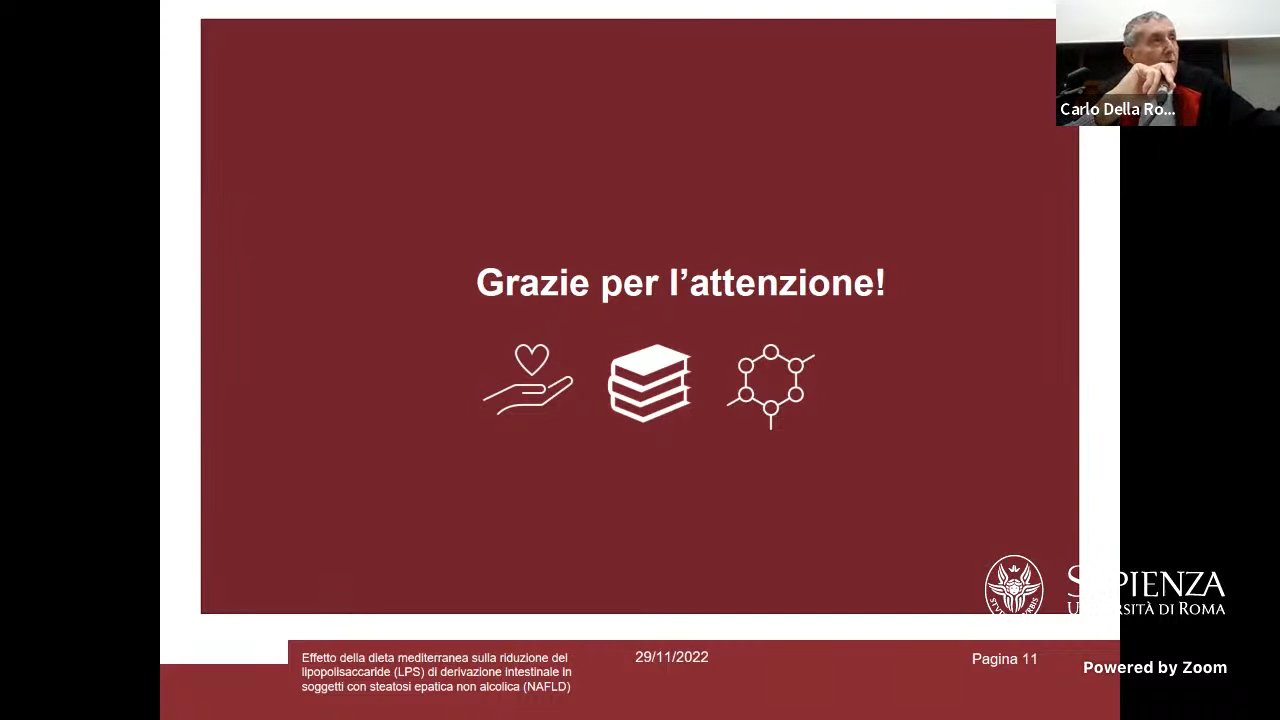 Carlo Della Ro...
Grazie per l’attenzione!
SAPIENZA
UNIVERSITÀ DI ROMA
Effetto della dieta mediterranea sulla riduzione del
lipopolisaccaride (LPS) di derivazione intestinale in
soggetti con steatosi epatica non alcolica (NAFLD)
29/11/2022
Pagina 11
Powered by Zoom